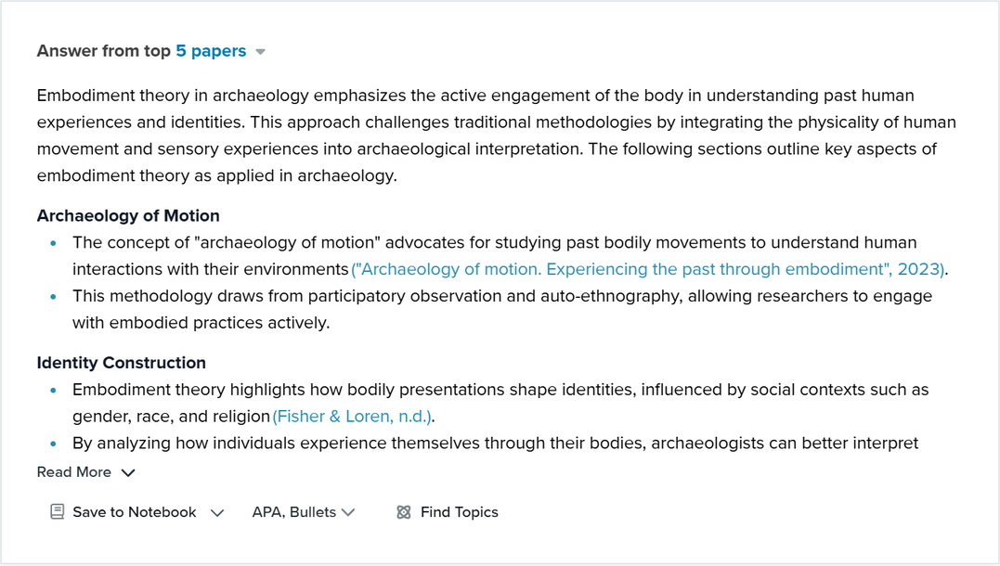 Answer from top 5 papers
Embodiment theory in archaeology emphasizes the active engagement of the body in understanding past human
experiences and identities. This approach challenges traditional methodologies by integrating the physicality of human
movement and sensory experiences into archaeological interpretation. The following sections outline key aspects of
embodiment theory as applied in archaeology.
Archaeology of Motion
• The concept of "archaeology of motion" advocates for studying past bodily movements to understand human
interactions with their environments ("Archaeology of motion. Experiencing the past through embodiment", 2023).
• This methodology draws from participatory observation and auto-ethnography, allowing researchers to engage
with embodied practices actively.
Identity Construction
• Embodiment theory highlights how bodily presentations shape identities, influenced by social contexts such as
gender, race, and religion (Fisher & Loren, n.d.).
• By analyzing how individuals experience themselves through their bodies, archaeologists can better interpret
Read More
Save to Notebook APA, Bullets Find Topics